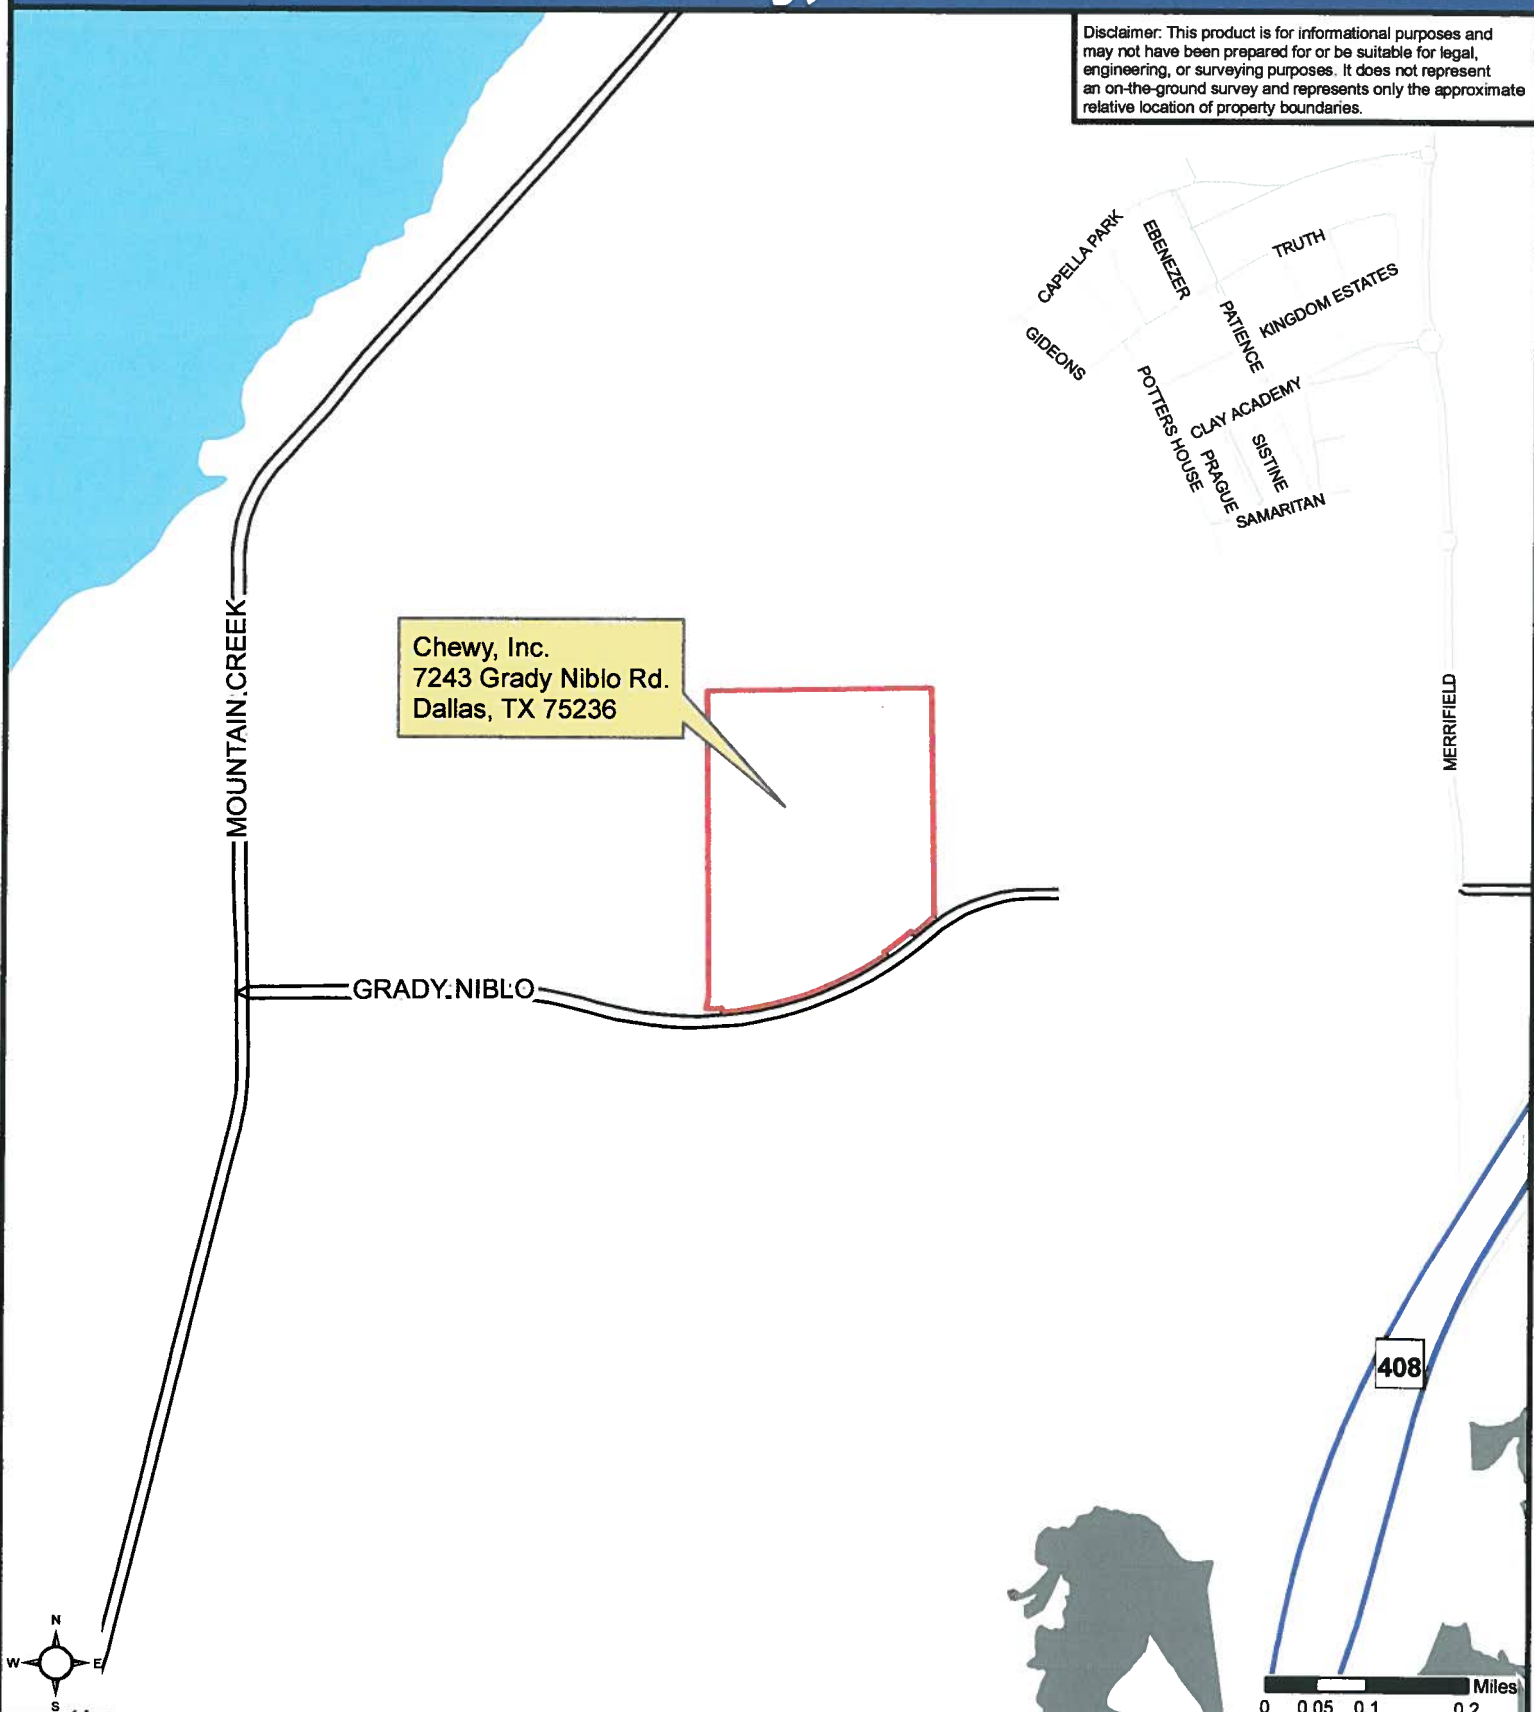 Disclaimer: This product is for informational purposes and
may not have been prepared for or be suitable for legal,
engineering, or surveying purposes. It does not represent
an on-the-ground survey and represents only the approximate
relative location of property boundaries.
CAPELLA PARK
EBENEZER
TRUTH
GIDEONS
PATIENCE
KINGDOM ESTATES
POTTERS HOUSE
CLAY ACADEMY
PRAGUE
SISTINE
SAMARITAN
MOUNTAIN CREEK
Chewy, Inc.
7243 Grady Niblo Rd.
Dallas, TX 75236
MERRIFIELD
GRADY NIBLO
408
N
W E
S
Miles
0 0.05 0.1 0.2